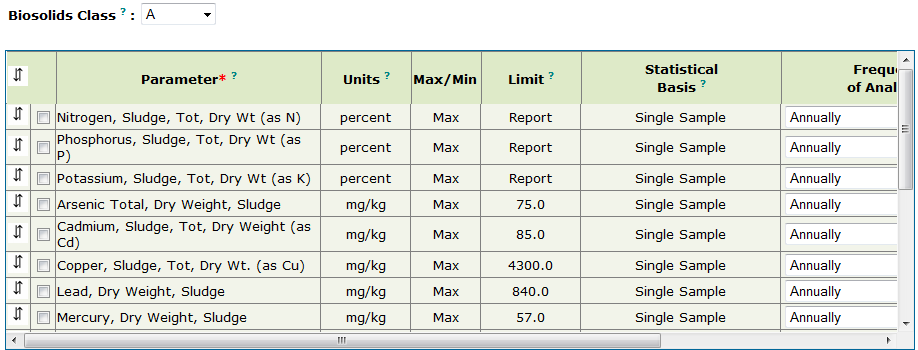 Biosolids Class ? : A
Parameter* ? Units ? Max/Min Limit ? Statistical Basis ? Frequ of Anal
Nitrogen, Sludge, Tot, Dry Wt (as N) percent Max Report Single Sample Annually
Phosphorus, Sludge, Tot, Dry Wt (as
P) percent Max Report Single Sample Annually
Potassium, Sludge, Tot, Dry Wt (as K) percent Max Report Single Sample Annually
Arsenic Total, Dry Weight, Sludge mg/kg Max 75.0 Single Sample Annually
Cadmium, Sludge, Tot, Dry Weight (as
Cd) mg/kg Max 85.0 Single Sample Annually
Copper, Sludge, Tot, Dry Wt. (as Cu) mg/kg Max 4300.0 Single Sample Annually
Lead, Dry Weight, Sludge mg/kg Max 840.0 Single Sample Annually
Mercury, Dry Weight, Sludge mg/kg Max 57.0 Single Sample Annually